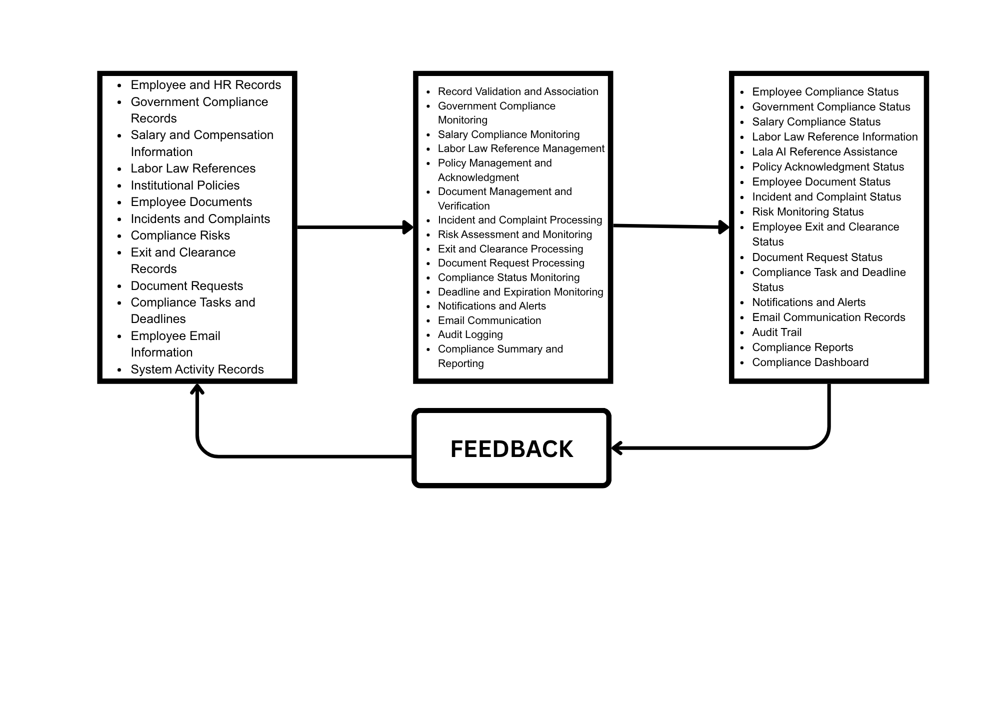 • Employee and HR Records
• Government Compliance
Records
• Salary and Compensation
Information
• Labor Law References
• Institutional Policies
• Employee Documents
• Incidents and Complaints
• Compliance Risks
• Exit and Clearance
Records
• Document Requests
• Compliance Tasks and
Deadlines
• Employee Email
Information
• System Activity Records
• Record Validation and Association
• Government Compliance
Monitoring
• Salary Compliance Monitoring
• Labor Law Reference Management
• Policy Management and
Acknowledgment
• Document Management and
Verification
• Incident and Complaint Processing
• Risk Assessment and Monitoring
• Exit and Clearance Processing
• Document Request Processing
• Compliance Status Monitoring
• Deadline and Expiration Monitoring
• Notifications and Alerts
• Email Communication
• Audit Logging
• Compliance Summary and
Reporting
• Employee Compliance Status
• Government Compliance Status
• Salary Compliance Status
• Labor Law Reference Information
• Lala AI Reference Assistance
• Policy Acknowledgment Status
• Employee Document Status
• Incident and Complaint Status
• Risk Monitoring Status
• Employee Exit and Clearance
Status
• Document Request Status
• Compliance Task and Deadline
Status
• Notifications and Alerts
• Email Communication Records
• Audit Trail
• Compliance Reports
• Compliance Dashboard
FEEDBACK